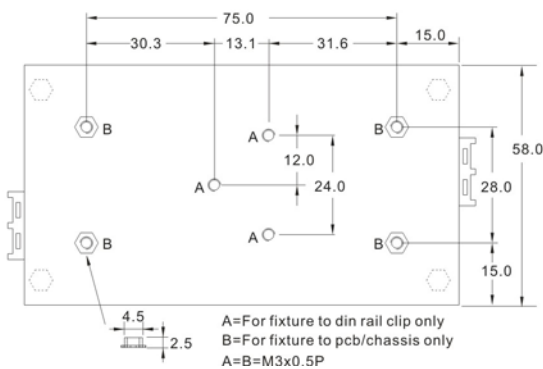 75.0
30.3 13.1 31.6 15.0
B A B
12.0 58.0
A 24.0 28.0
B A B
15.0
4.5
2.5
A=For fixture to din rail clip only
B=For fixture to pcb/chassis only
A=B=M3x0.5P